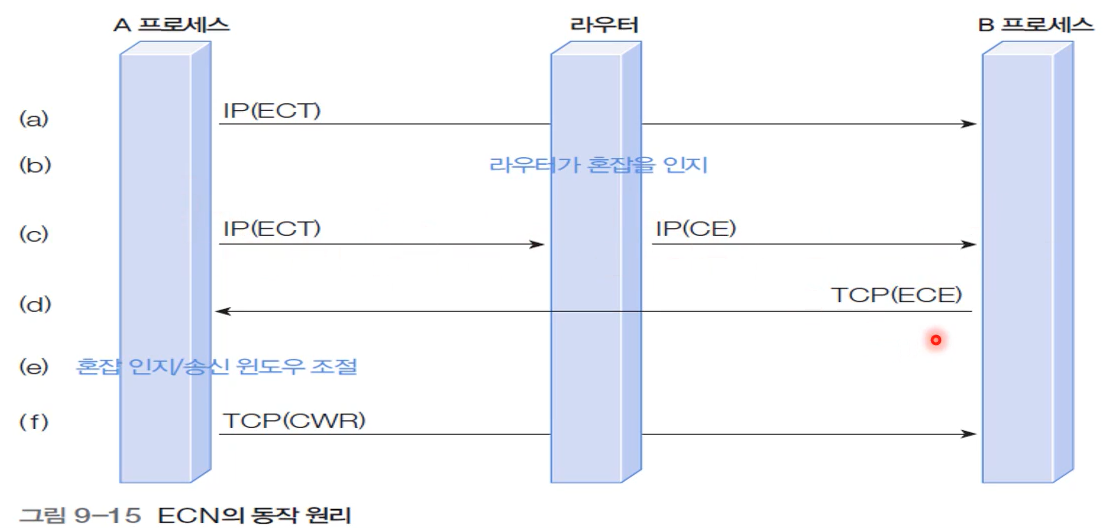 A 프로세스 라우터 B 프로세스
(a) IP(ECT)
(b) 라우터가 혼잡을 인지
(c) IP(ECT) IP(CE)
(d) TCP(ECE)
(e) 혼잡 인지/송신 윈도우 조절
(f) TCP(CWR)
그림 9-15 ECN의 동작 원리